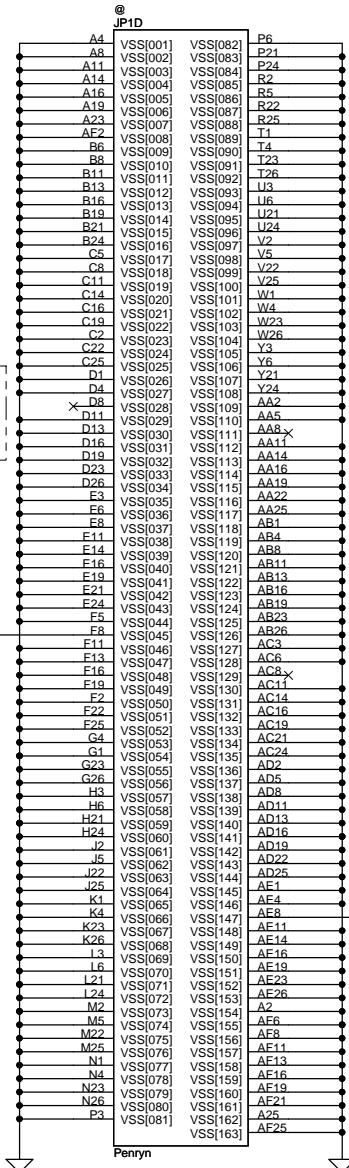 @
JP1D
A4 VSS[001] VSS[082] P6
A8 VSS[002] VSS[083] P21
A11 VSS[003] VSS[084] P24
A14 VSS[004] VSS[085] R2
A16 VSS[005] VSS[086] R5
A19 VSS[006] VSS[087] R22
A23 VSS[007] VSS[088] R25
AF2 VSS[008] VSS[089] T1
B6 VSS[009] VSS[090] T4
B8 VSS[010] VSS[091] T23
B11 VSS[011] VSS[092] T26
B13 VSS[012] VSS[093] U3
B16 VSS[013] VSS[094] U6
B19 VSS[014] VSS[095] U21
B21 VSS[015] VSS[096] U24
B24 VSS[016] VSS[097] V2
C5 VSS[017] VSS[098] V5
C8 VSS[018] VSS[099] V22
C11 VSS[019] VSS[100] V25
C14 VSS[020] VSS[101] W1
C16 VSS[021] VSS[102] W4
C19 VSS[022] VSS[103] W23
C2 VSS[023] VSS[104] W26
C22 VSS[024] VSS[105] Y3
C25 VSS[025] VSS[106] Y6
D1 VSS[026] VSS[107] Y21
D4 VSS[027] VSS[108] Y24
D8 VSS[028] VSS[109] AA2
D11 VSS[029] VSS[110] AA5
D13 VSS[030] VSS[111] AA8
D16 VSS[031] VSS[112] AA11
D19 VSS[032] VSS[113] AA14
D23 VSS[033] VSS[114] AA16
D26 VSS[034] VSS[115] AA19
E3 VSS[035] VSS[116] AA22
E6 VSS[036] VSS[117] AA25
E8 VSS[037] VSS[118] AB1
E11 VSS[038] VSS[119] AB4
E14 VSS[039] VSS[120] AB8
E16 VSS[040] VSS[121] AB11
E19 VSS[041] VSS[122] AB13
E21 VSS[042] VSS[123] AB16
E24 VSS[043] VSS[124] AB19
F5 VSS[044] VSS[125] AB23
F8 VSS[045] VSS[126] AB26
F11 VSS[046] VSS[127] AC3
F13 VSS[047] VSS[128] AC6
F16 VSS[048] VSS[129] AC8
F19 VSS[049] VSS[130] AC11
F2 VSS[050] VSS[131] AC14
F22 VSS[051] VSS[132] AC16
F25 VSS[052] VSS[133] AC19
G4 VSS[053] VSS[134] AC21
G1 VSS[054] VSS[135] AC24
G23 VSS[055] VSS[136] AD2
G26 VSS[056] VSS[137] AD5
H3 VSS[057] VSS[138] AD8
H6 VSS[058] VSS[139] AD11
H21 VSS[059] VSS[140] AD13
H24 VSS[060] VSS[141] AD16
J2 VSS[061] VSS[142] AD19
J5 VSS[062] VSS[143] AD22
J22 VSS[063] VSS[144] AD25
J25 VSS[064] VSS[145] AE1
K1 VSS[065] VSS[146] AE4
K4 VSS[066] VSS[147] AE8
K23 VSS[067] VSS[148] AE11
K26 VSS[068] VSS[149] AE14
L3 VSS[069] VSS[150] AE16
L6 VSS[070] VSS[151] AE19
L21 VSS[071] VSS[152] AE23
L24 VSS[072] VSS[153] AE26
M2 VSS[073] VSS[154] A2
M5 VSS[074] VSS[155] AF6
M22 VSS[075] VSS[156] AF8
M25 VSS[076] VSS[157] AF11
N1 VSS[077] VSS[158] AF13
N4 VSS[078] VSS[159] AF16
N23 VSS[079] VSS[160] AF19
N26 VSS[080] VSS[161] AF21
P3 VSS[081] VSS[162] A25
VSS[163] AF25
Penryn